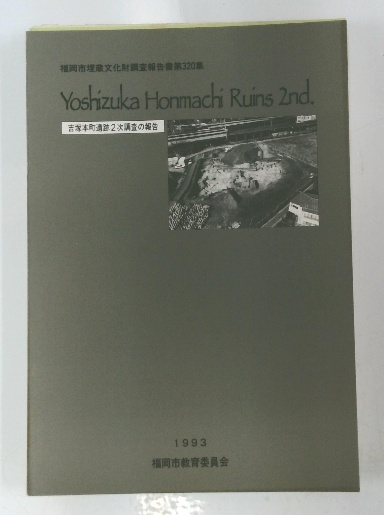 福岡市埋蔵文化財調査報告書第320集
Yoshizuka Honmachi Ruins 2nd.
吉塚本町遺跡2次調査の報告
1993
福岡市教育委員会